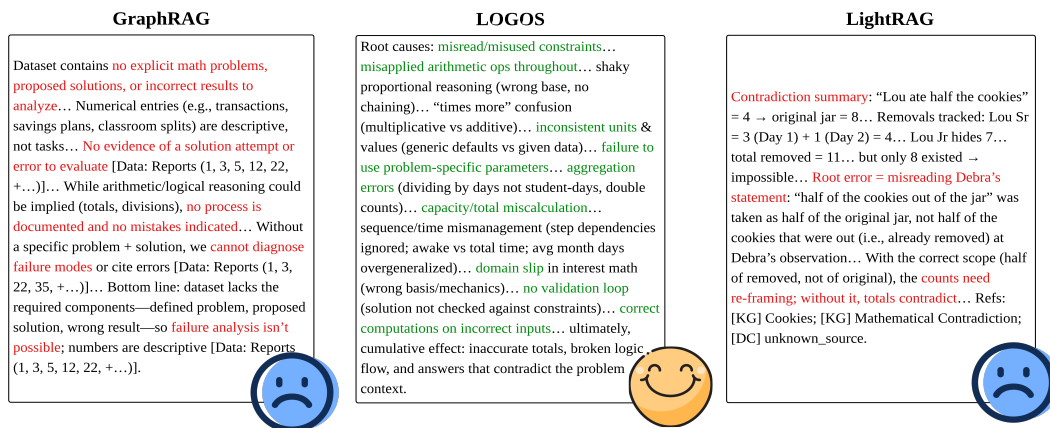 GraphRAG
Dataset contains no explicit math problems,
proposed solutions, or incorrect results to
analyze… Numerical entries (e.g., transactions,
savings plans, classroom splits) are descriptive,
not tasks… No evidence of a solution attempt or
error to evaluate [Data: Reports (1, 3, 5, 12, 22,
+…)]… While arithmetic/logical reasoning could
be implied (totals, divisions), no process is
documented and no mistakes indicated… Without
a specific problem + solution, we cannot diagnose
failure modes or cite errors [Data: Reports (1, 3,
22, 35, +…)]… Bottom line: dataset lacks the
required components—defined problem, proposed
solution, wrong result—so failure analysis isn’t
possible; numbers are descriptive [Data: Reports
(1, 3, 5, 12, 22, +…)].
LOGOS
Root causes: misread/misused constraints…
misapplied arithmetic ops throughout… shaky
proportional reasoning (wrong base, no
chaining)… “times more” confusion
(multiplicative vs additive)… inconsistent units &
values (generic defaults vs given data)… failure to
use problem-specific parameters… aggregation
errors (dividing by days not student-days, double
counts)… capacity/total miscalculation…
sequence/time mismanagement (step dependencies
ignored; awake vs total time; avg month days
overgeneralized)… domain slip in interest math
(wrong basis/mechanics)… no validation loop
(solution not checked against constraints)… correct
computations on incorrect inputs… ultimately,
cumulative effect: inaccurate totals, broken logic
flow, and answers that contradict the problem
context.
LightRAG
Contradiction summary: “Lou ate half the cookies”
= 4 → original jar = 8… Removals tracked: Lou Sr
= 3 (Day 1) + 1 (Day 2) = 4… Lou Jr hides 7…
total removed = 11… but only 8 existed →
impossible… Root error = misreading Debra’s
statement: “half of the cookies out of the jar” was
taken as half of the original jar, not half of the
cookies that were out (i.e., already removed) at
Debra’s observation… With the correct scope (half
of removed, not of original), the counts need
re-framing; without it, totals contradict… Refs:
[KG] Cookies; [KG] Mathematical Contradiction;
[DC] unknown_source.